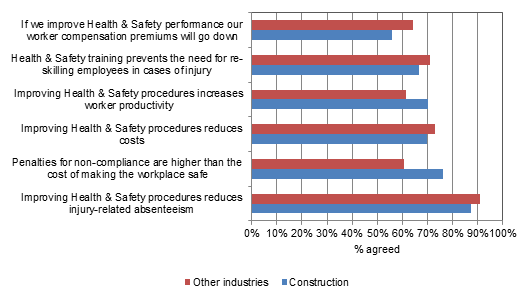 If we improve Health & Safety performance our
worker compensation premiums will go down
Health & Safety training prevents the need for re-
skilling employees in cases of injury
Improving Health & Safety procedures increases
worker productivity
Improving Health & Safety procedures reduces
costs
Penalties for non-compliance are higher than the
cost of making the workplace safe
Improving Health & Safety procedures reduces
injury-related absenteeism
0% 10% 20% 30% 40% 50% 60% 70% 80% 90% 100%
% agreed
Other industries Construction